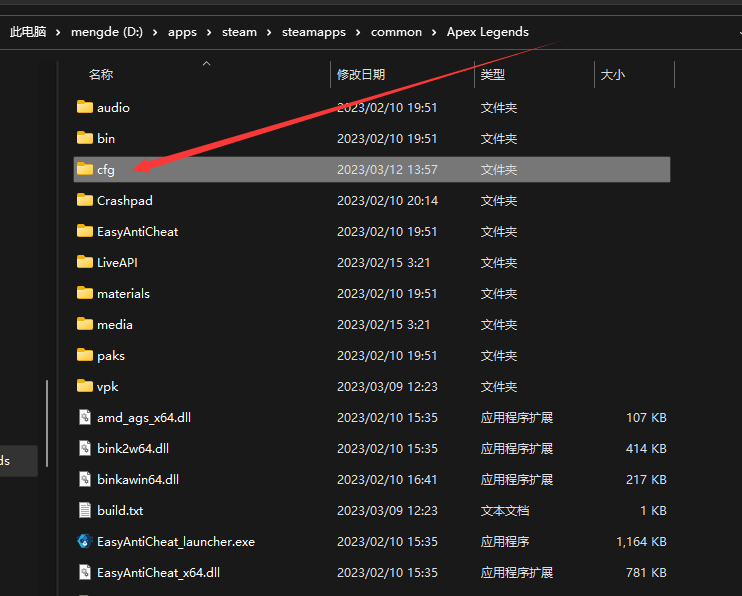 此电脑 > mengde (D:) > apps > steam > steamapps > common > Apex Legends
名称 修改日期 类型 大小
audio 2023/02/10 19:51 文件夹
bin 2023/02/10 19:51 文件夹
cfg 2023/03/12 13:57 文件夹
Crashpad 2023/02/10 20:14 文件夹
EasyAntiCheat 2023/02/10 19:51 文件夹
LiveAPI 2023/02/15 3:21 文件夹
materials 2023/02/10 19:51 文件夹
media 2023/02/15 3:21 文件夹
paks 2023/02/10 19:51 文件夹
vpk 2023/03/09 12:23 文件夹
amd_ags_x64.dll 2023/02/10 15:35 应用程序扩展 107 KB
bink2w64.dll 2023/02/10 15:35 应用程序扩展 414 KB
ds
binkawin64.dll 2023/02/10 16:41 应用程序扩展 217 KB
build.txt 2023/03/09 12:23 文本文档 1 KB
EasyAntiCheat_launcher.exe 2023/02/10 15:35 应用程序 1,164 KB
EasyAntiCheat_x64.dll 2023/02/10 15:35 应用程序扩展 781 KB